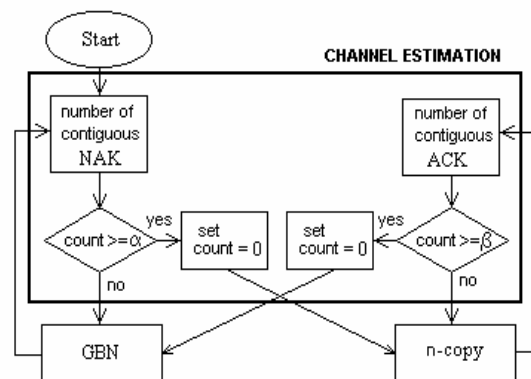 Start
CHANNEL ESTIMATION
number of
contiguous
NAK
number of
contiguous
ACK
count >=α
yes
set
count = 0
set
count = 0
yes
count >=β
no
no
GBN
n-copy